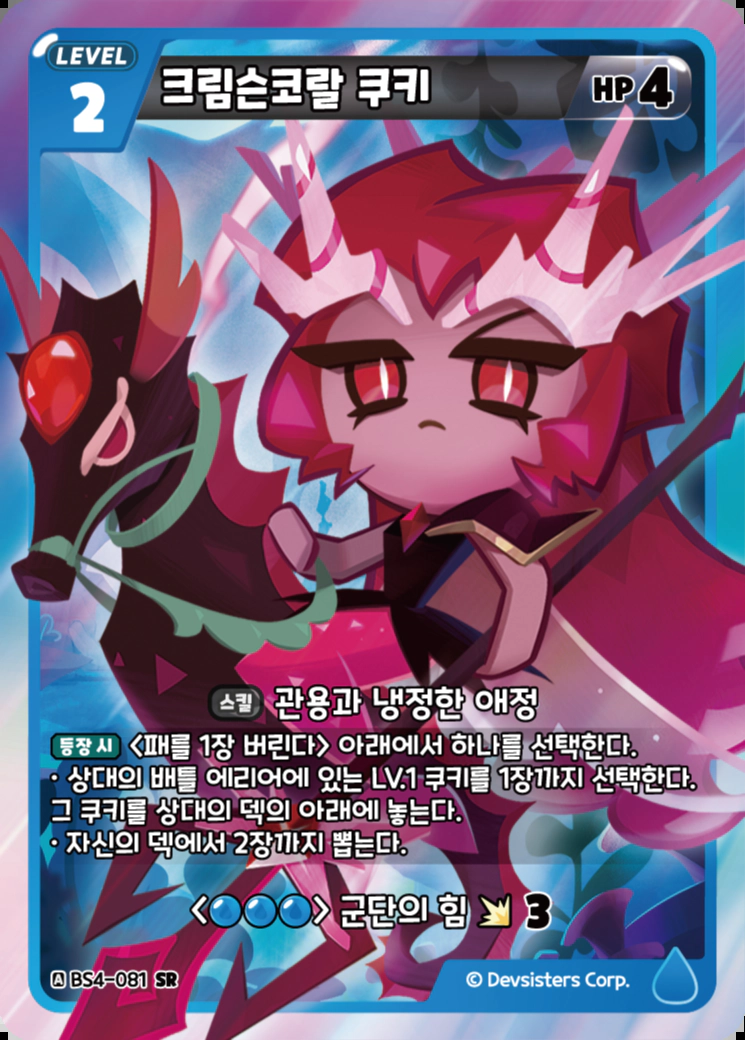 LEVEL
2
크림슨코랄 쿠키
HP 4
스킬 관용과 냉정한 애정
등장 시 <패를 1장 버린다> 아래에서 하나를 선택한다.
· 상대의 배틀 에리어에 있는 LV.1 쿠키를 1장까지 선택한다.
그 쿠키를 상대의 덱의 아래에 놓는다.
· 자신의 덱에서 2장까지 뽑는다.
<●●●> 군단의 힘 3
A BS4-081 SR
© Devsisters Corp.